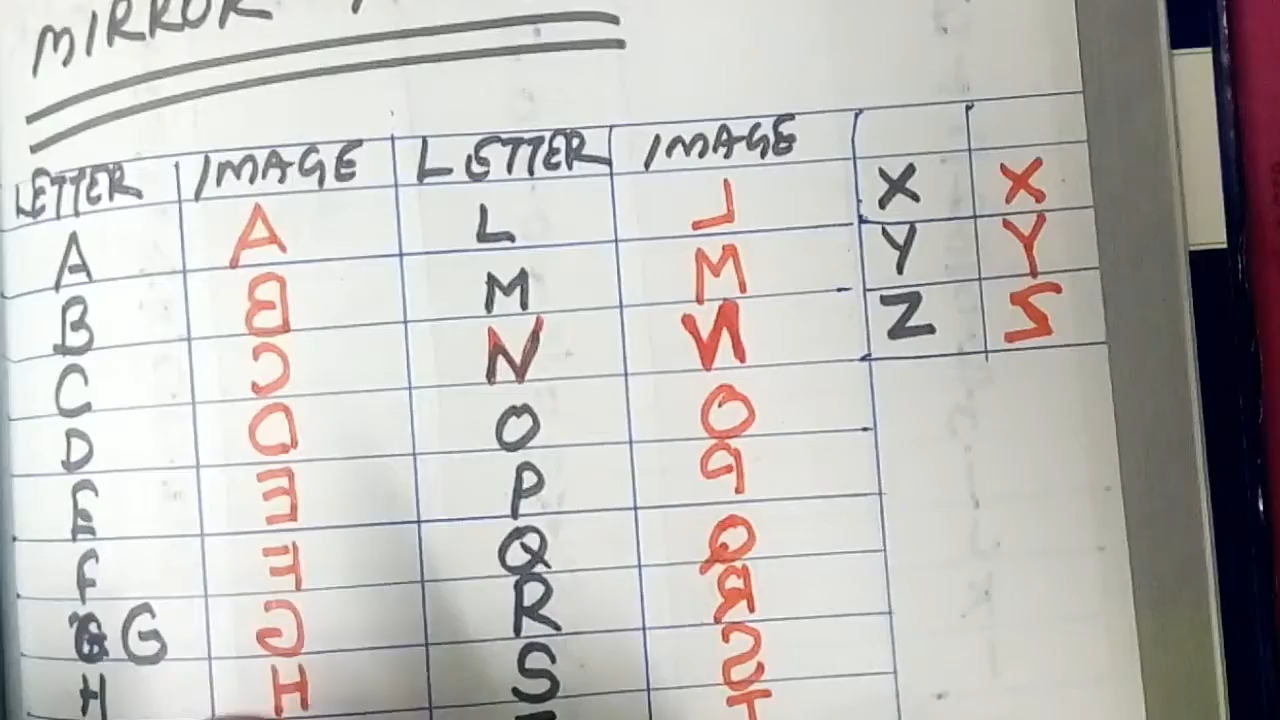 MIRROR
LETTER IMAGE LETTER IMAGE
A A L L X X
B B M M Y Y
C C N N Z Z
D D O O
E E P P
F F Q Q
G G R R
H H S S
T